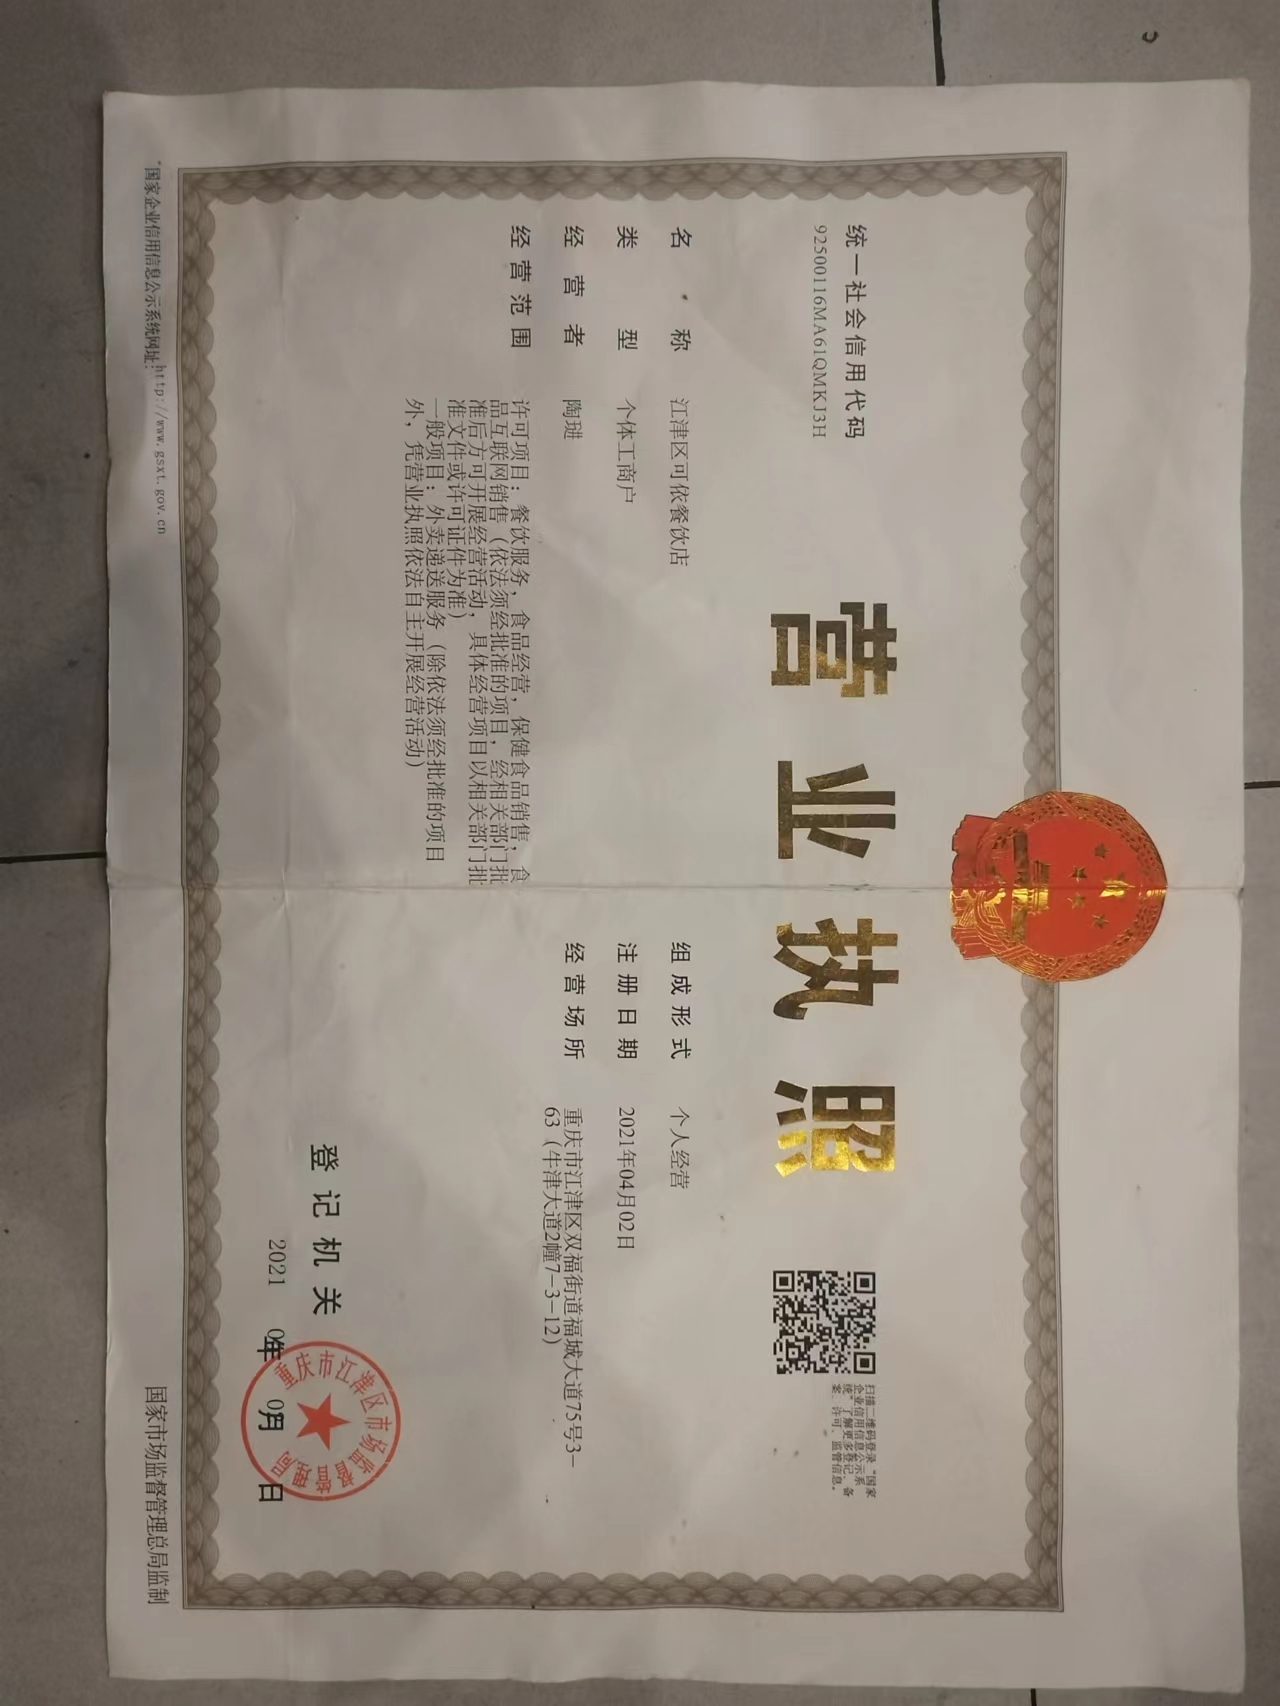 统一社会信用代码
92500116MA61QMKJ3H
营业执照
扫描二维码登录“国家
企业信用信息公示系
统”了解更多登记、备
案、许可、监管信息。
名称 江津区可依餐饮店
类型 个体工商户
经营者 陶琎
经营范围 许可项目：餐饮服务，食品经营，保健食品销售，食
品互联网销售（依法须经批准的项目，经相关部门批
准后方可开展经营活动，具体经营项目以相关部门批
准文件或许可证件为准）
一般项目：外卖递送服务（除依法须经批准的项目
外，凭营业执照依法自主开展经营活动）
组成形式 个人经营
注册日期 2021年04月02日
经营场所 重庆市江津区双福街道福城大道75号3-
63（牛津大道2幢7-3-12）
登记机关
重庆市江津区市场监督管理局
2021年 月 日
"国家企业信用信息公示系统网址：http://www.gsxt.gov.cn
国家市场监督管理总局监制